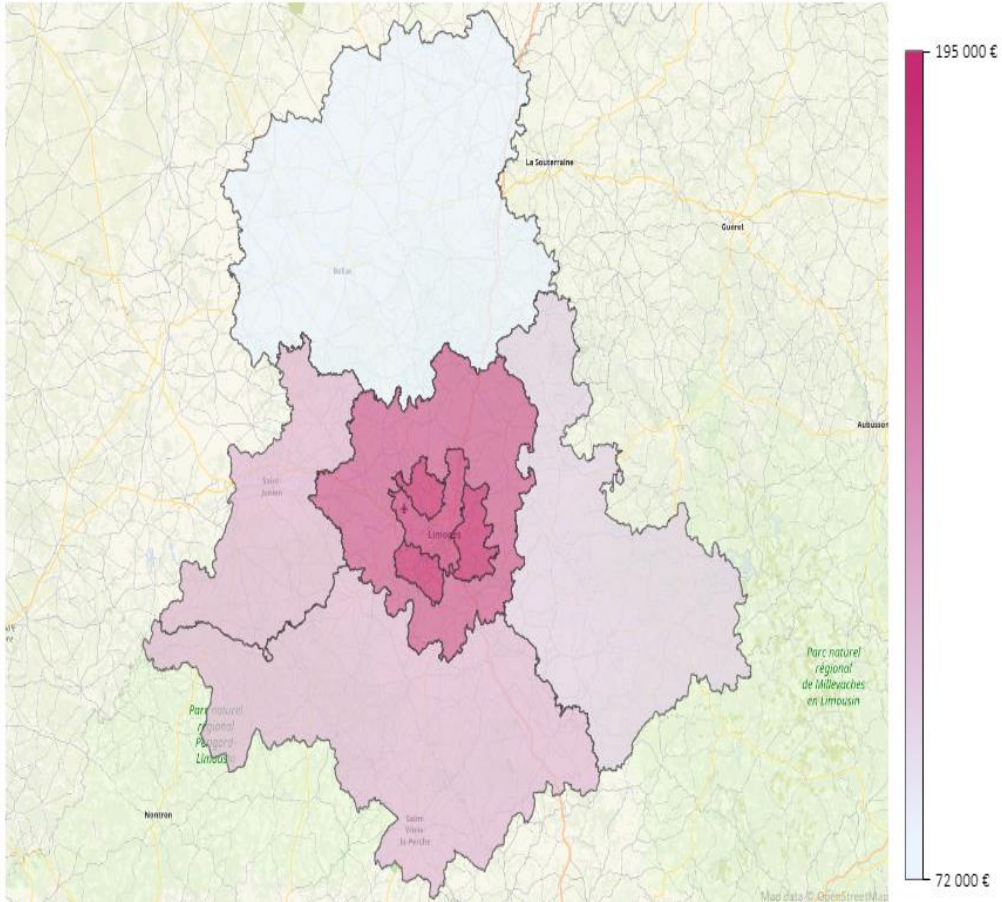 195 000 €
La Souterraine
Guéret
Bellac
Aubusson
Saint-
Junien
Limoges
Parc naturel
régional
de Millevaches
en Limousin
Parc naturel
régional
Périgord-
Limousin
Nontron
Saint-
Yrieix-
la-Perche
72 000 €
Map data © OpenStreetMap